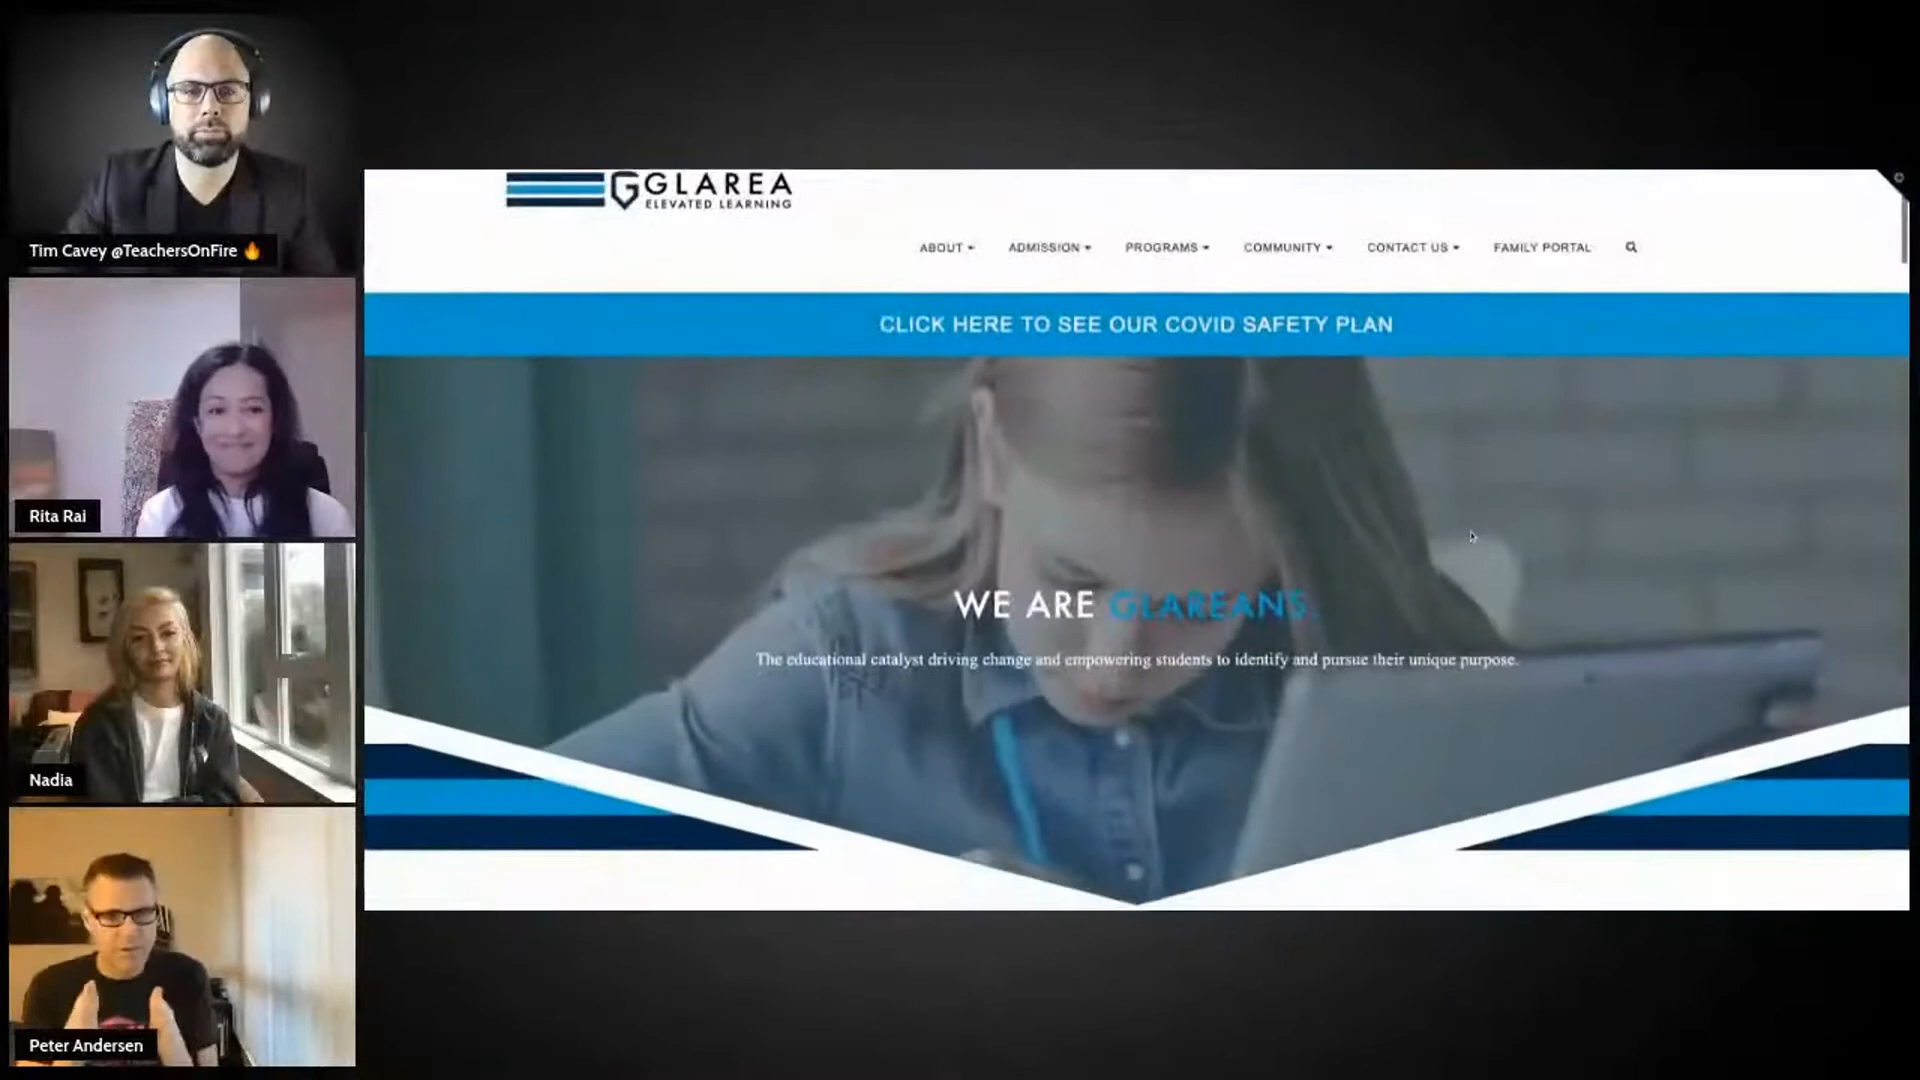 Tim Cavey @TeachersOnFire 🔥
Rita Rai
Nadia
Peter Andersen
GLAREA
ELEVATED LEARNING
ABOUT ADMISSION PROGRAMS COMMUNITY CONTACT US FAMILY PORTAL
CLICK HERE TO SEE OUR COVID SAFETY PLAN
WE ARE GLAREANS.
The educational catalyst driving change and empowering students to identify and pursue their unique purpose.